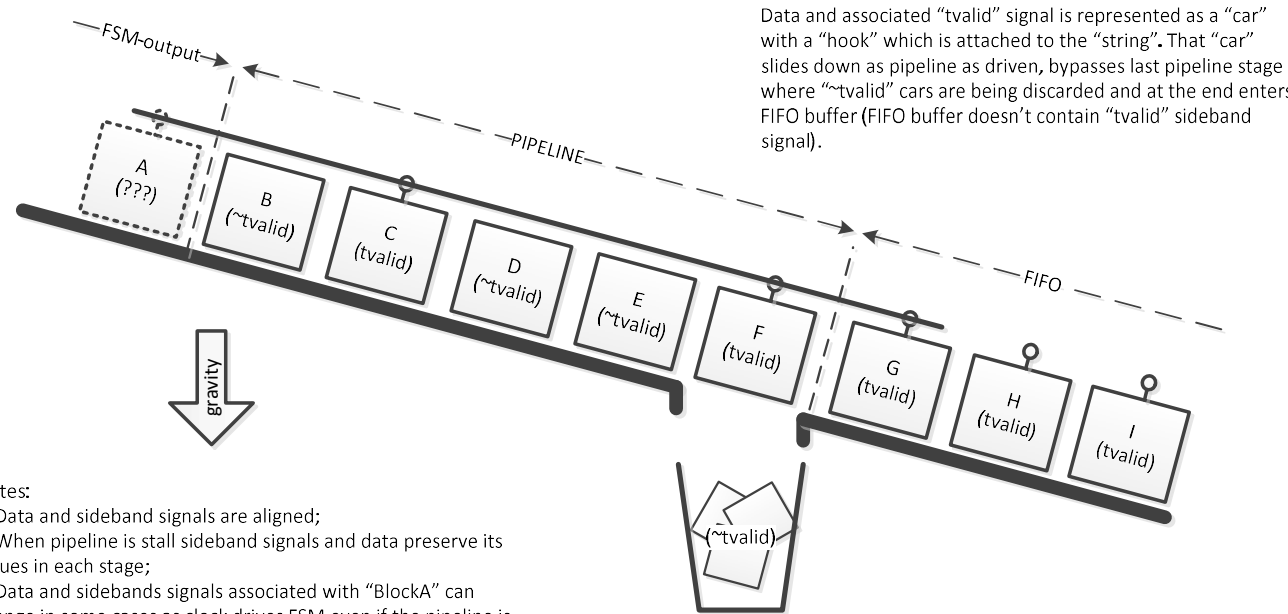 Data and associated “tvalid” signal is represented as a “car”
with a “hook” which is attached to the “string”. That “car”
slides down as pipeline as driven, bypasses last pipeline stage
where “~tvalid” cars are being discarded and at the end enters
FIFO buffer (FIFO buffer doesn’t contain “tvalid” sideband
signal).
FSM-output
PIPELINE
FIFO
A
(???)
B
(~tvalid)
C
(tvalid)
D
(~tvalid)
E
(~tvalid)
F
(tvalid)
G
(tvalid)
H
(tvalid)
I
(tvalid)
gravity
(~tvalid)
tes:
Data and sideband signals are aligned;
When pipeline is stall sideband signals and data preserve its
ues in each stage;
Data and sidebands signals associated with “BlockA” can